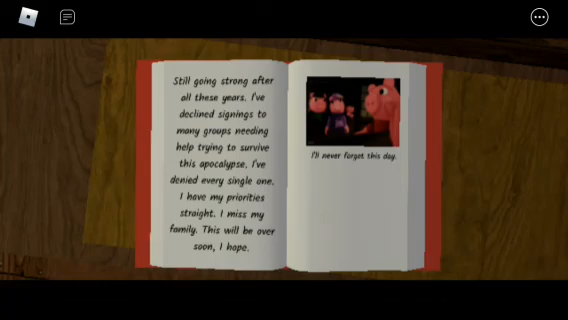 Still going strong after
all these years. I've
declined signings to
many groups needing
help trying to survive
this apocalypse. I've
denied every single one.
I have my priorities
straight. I miss my
family. This will be over
soon, I hope.
I'll never forget this day.